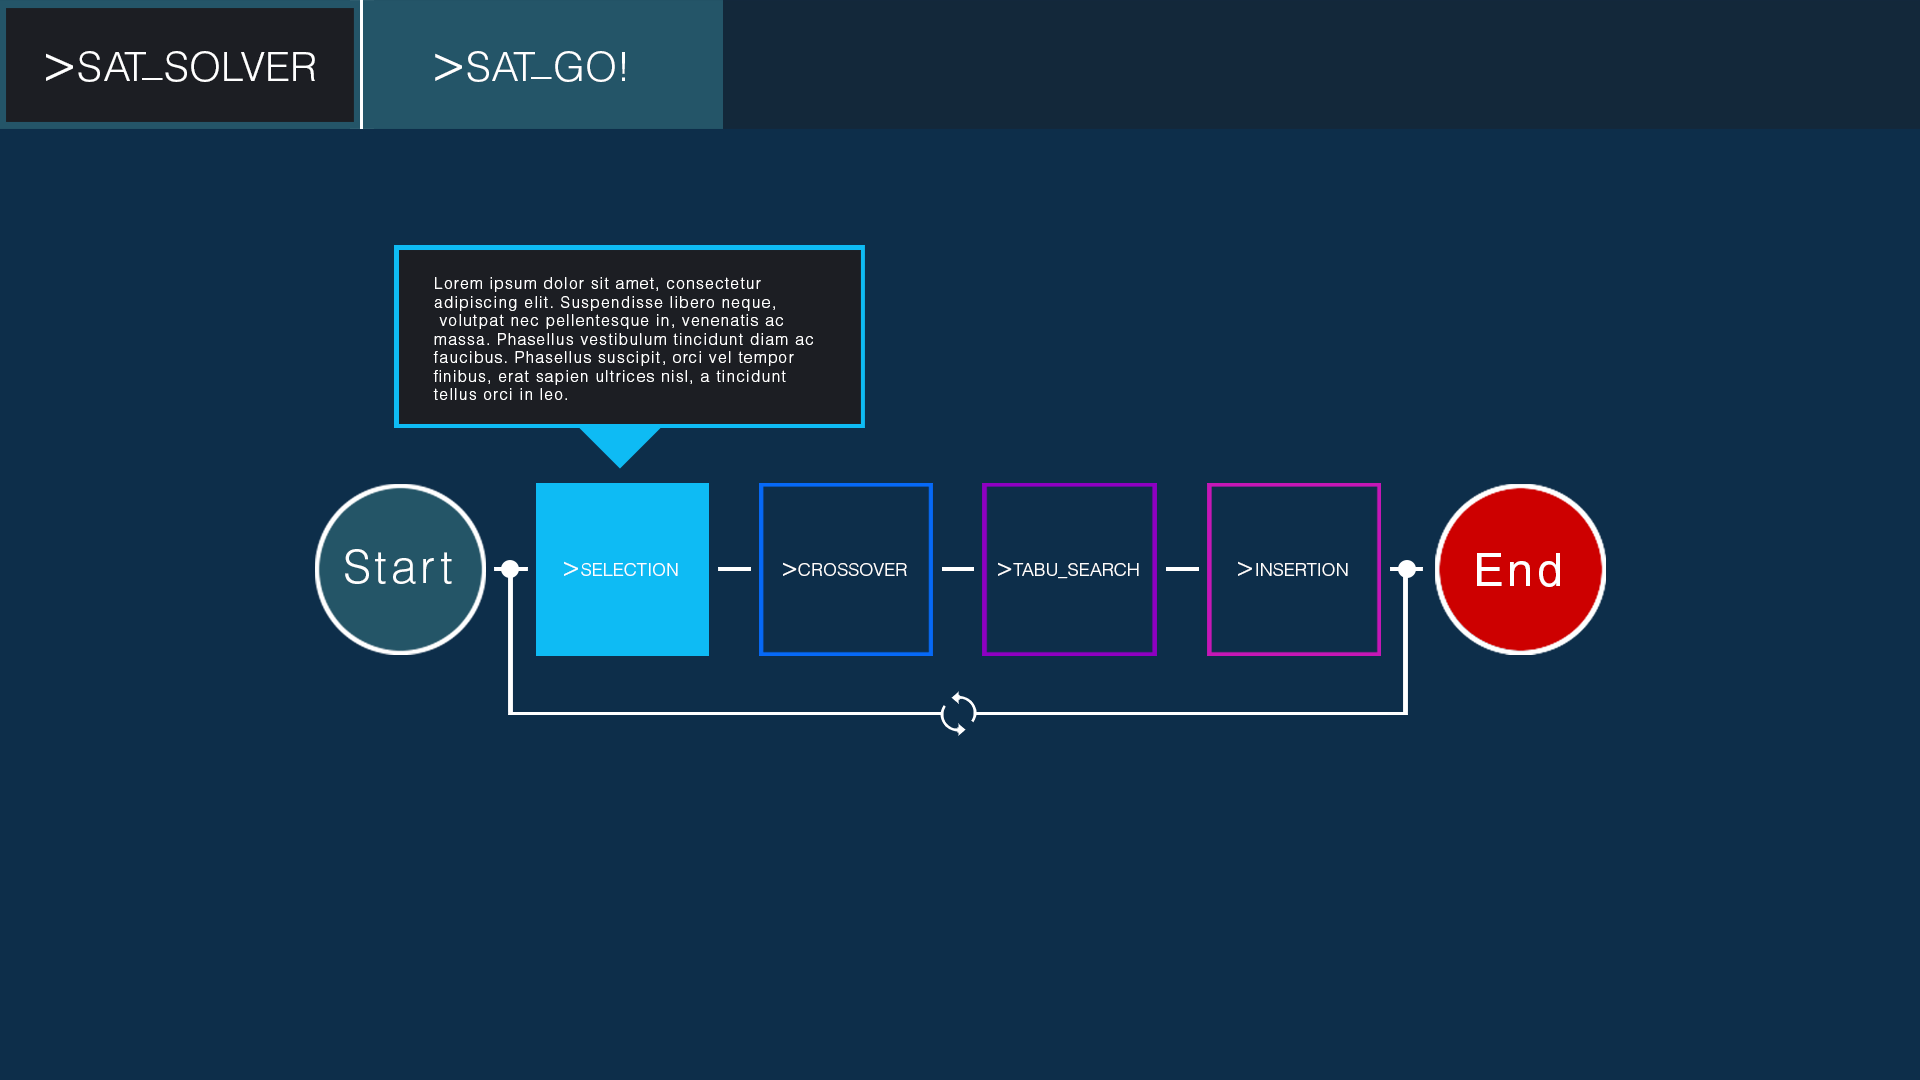 >SAT_SOLVER
>SAT_GO!
Lorem ipsum dolor sit amet, consectetur
adipiscing elit. Suspendisse libero neque,
volutpat nec pellentesque in, venenatis ac
massa. Phasellus vestibulum tincidunt diam ac
faucibus. Phasellus suscipit, orci vel tempor
finibus, erat sapien ultrices nisl, a tincidunt
tellus orci in leo.
Start
>SELECTION
>CROSSOVER
>TABU_SEARCH
>INSERTION
End